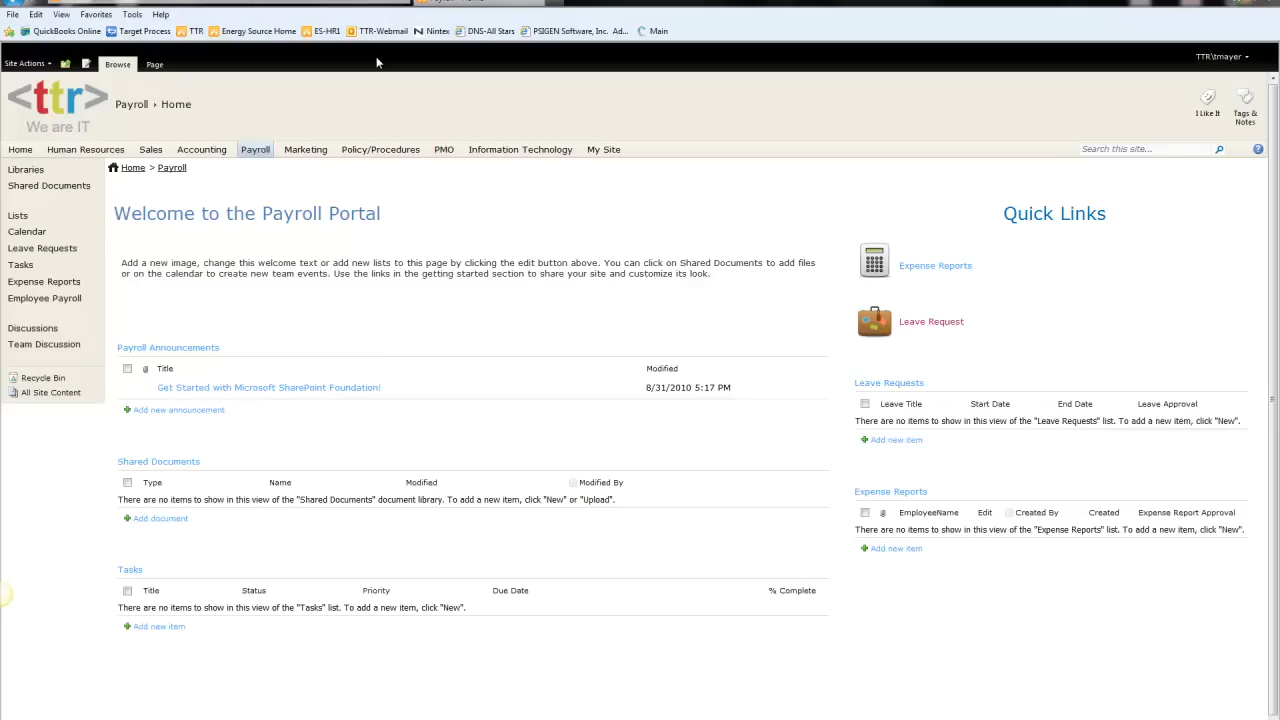 File Edit View Favorites Tools Help
QuickBooks Online Target Process TTR Energy Source Home ES-HR1 TTR-Webmail Nintex DNS-All Stars PSIGEN Software, Inc. Ad... Main
Site Actions Browse Page TTR\tmayer
<ttr>
We are IT
Payroll Home
I Like It
Tags & Notes
Home Human Resources Sales Accounting Payroll Marketing Policy/Procedures PMO Information Technology My Site
Search this site...
Libraries
Shared Documents
Lists
Calendar
Leave Requests
Tasks
Expense Reports
Employee Payroll
Discussions
Team Discussion
Recycle Bin
All Site Content
Home > Payroll
Welcome to the Payroll Portal
Add a new image, change this welcome text or add new lists to this page by clicking the edit button above. You can click on Shared Documents to add files
or on the calendar to create new team events. Use the links in the getting started section to share your site and customize its look.
Payroll Announcements
Title Modified
Get Started with Microsoft SharePoint Foundation! 8/31/2010 5:17 PM
Add new announcement
Shared Documents
Type Name Modified Modified By
There are no items to show in this view of the "Shared Documents" document library. To add a new item, click "New" or "Upload".
Add document
Tasks
Title Status Priority Due Date % Complete
There are no items to show in this view of the "Tasks" list. To add a new item, click "New".
Add new item
Quick Links
Expense Reports
Leave Request
Leave Requests
Leave Title Start Date End Date Leave Approval
There are no items to show in this view of the "Leave Requests" list. To add a new item, click "New".
Add new item
Expense Reports
EmployeeName Edit Created By Created Expense Report Approval
There are no items to show in this view of the "Expense Reports" list. To add a new item, click "New".
Add new item